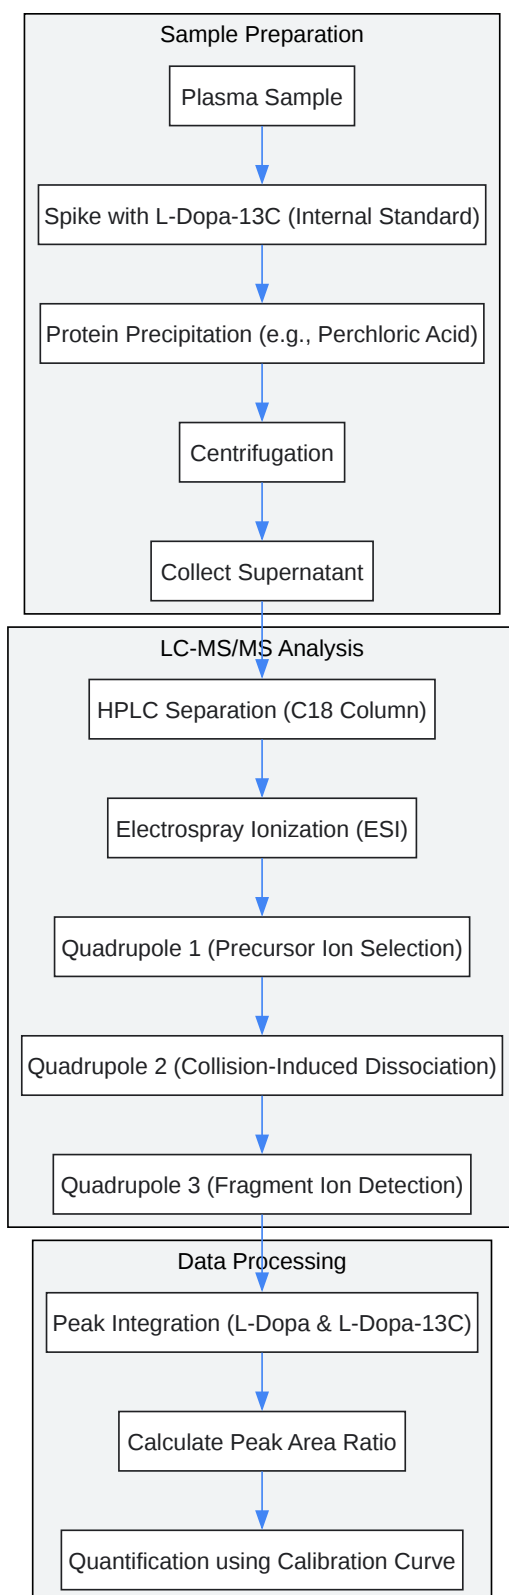 Sample Preparation
Plasma Sample
Spike with L-Dopa-13C (Internal Standard)
Protein Precipitation (e.g., Perchloric Acid)
Centrifugation
Collect Supernatant
LC-MS/MS Analysis
HPLC Separation (C18 Column)
Electrospray Ionization (ESI)
Quadrupole 1 (Precursor Ion Selection)
Quadrupole 2 (Collision-Induced Dissociation)
Quadrupole 3 (Fragment Ion Detection)
Data Processing
Peak Integration (L-Dopa & L-Dopa-13C)
Calculate Peak Area Ratio
Quantification using Calibration Curve